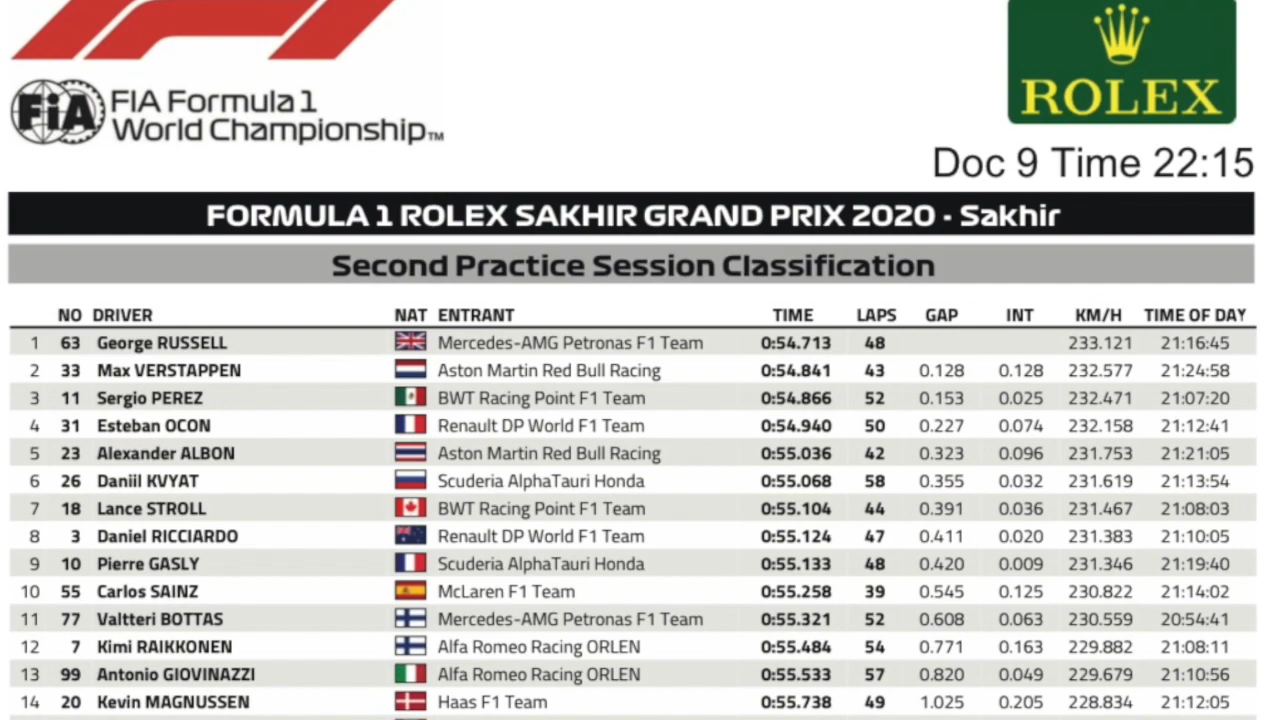 FiA FIA Formula 1
World Championship™
ROLEX
Doc 9 Time 22:15
FORMULA 1 ROLEX SAKHIR GRAND PRIX 2020 - Sakhir
Second Practice Session Classification
NO DRIVER NAT ENTRANT TIME LAPS GAP INT KM/H TIME OF DAY
1 63 George RUSSELL Mercedes-AMG Petronas F1 Team 0:54.713 48 233.121 21:16:45
2 33 Max VERSTAPPEN Aston Martin Red Bull Racing 0:54.841 43 0.128 0.128 232.577 21:24:58
3 11 Sergio PEREZ BWT Racing Point F1 Team 0:54.866 52 0.153 0.025 232.471 21:07:20
4 31 Esteban OCON Renault DP World F1 Team 0:54.940 50 0.227 0.074 232.158 21:12:41
5 23 Alexander ALBON Aston Martin Red Bull Racing 0:55.036 42 0.323 0.096 231.753 21:21:05
6 26 Daniil KVYAT Scuderia AlphaTauri Honda 0:55.068 58 0.355 0.032 231.619 21:13:54
7 18 Lance STROLL BWT Racing Point F1 Team 0:55.104 44 0.391 0.036 231.467 21:08:03
8 3 Daniel RICCIARDO Renault DP World F1 Team 0:55.124 47 0.411 0.020 231.383 21:10:05
9 10 Pierre GASLY Scuderia AlphaTauri Honda 0:55.133 48 0.420 0.009 231.346 21:19:40
10 55 Carlos SAINZ McLaren F1 Team 0:55.258 39 0.545 0.125 230.822 21:14:02
11 77 Valtteri BOTTAS Mercedes-AMG Petronas F1 Team 0:55.321 52 0.608 0.063 230.559 20:54:41
12 7 Kimi RAIKKONEN Alfa Romeo Racing ORLEN 0:55.484 54 0.771 0.163 229.882 21:08:11
13 99 Antonio GIOVINAZZI Alfa Romeo Racing ORLEN 0:55.533 57 0.820 0.049 229.679 21:10:56
14 20 Kevin MAGNUSSEN Haas F1 Team 0:55.738 49 1.025 0.205 228.834 21:12:05